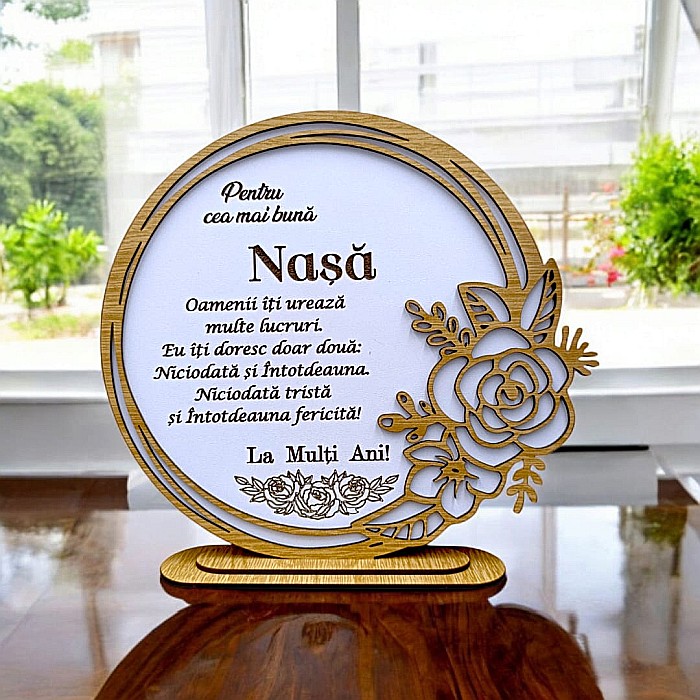 Pentru
cea mai bună
Nașă
Oamenii îți urează
multe lucruri.
Eu îți doresc doar două:
Niciodată și Întotdeauna.
Niciodată tristă
și Întotdeauna fericită!
La Mulți Ani!